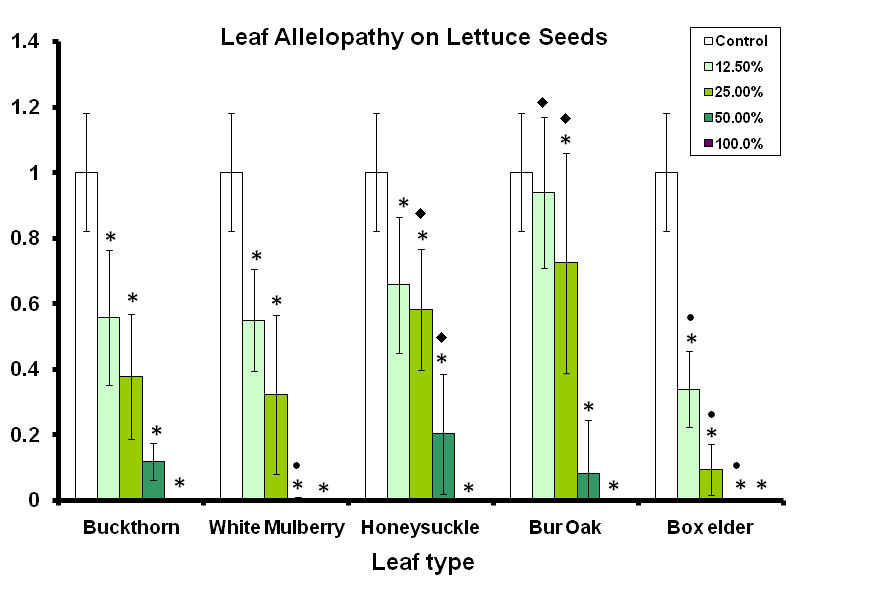 Leaf Allelopathy on Lettuce Seeds
Control
12.50%
25.00%
50.00%
100.0%
1.4
1.2
1
0.8
0.6
0.4
0.2
0
* * * *
* * * *
* * * *
* * *
* * * *
Buckthorn White Mulberry Honeysuckle Bur Oak Box elder
Leaf type